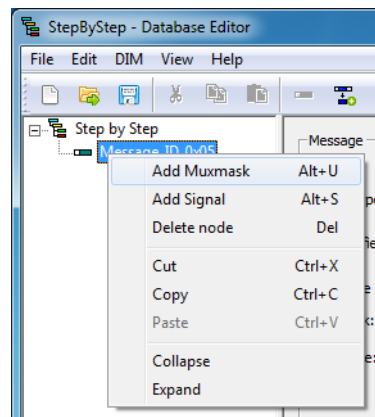 StepByStep - Database Editor
File Edit DIM View Help
Step by Step
Message_ID_0x05
Message
Add Muxmask Alt+U
Add Signal Alt+S
Delete node Del
Cut Ctrl+X
Copy Ctrl+C
Paste Ctrl+V
Collapse
Expand